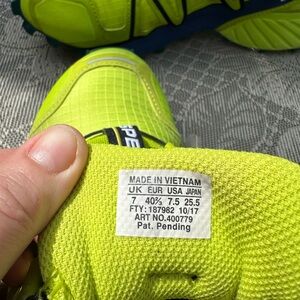 MADE IN VIETNAM
UK EUR USA JAPAN
7 40⅔ 7.5 25.5
FTY: 187982 10/17
ART NO.400779
Pat. Pending